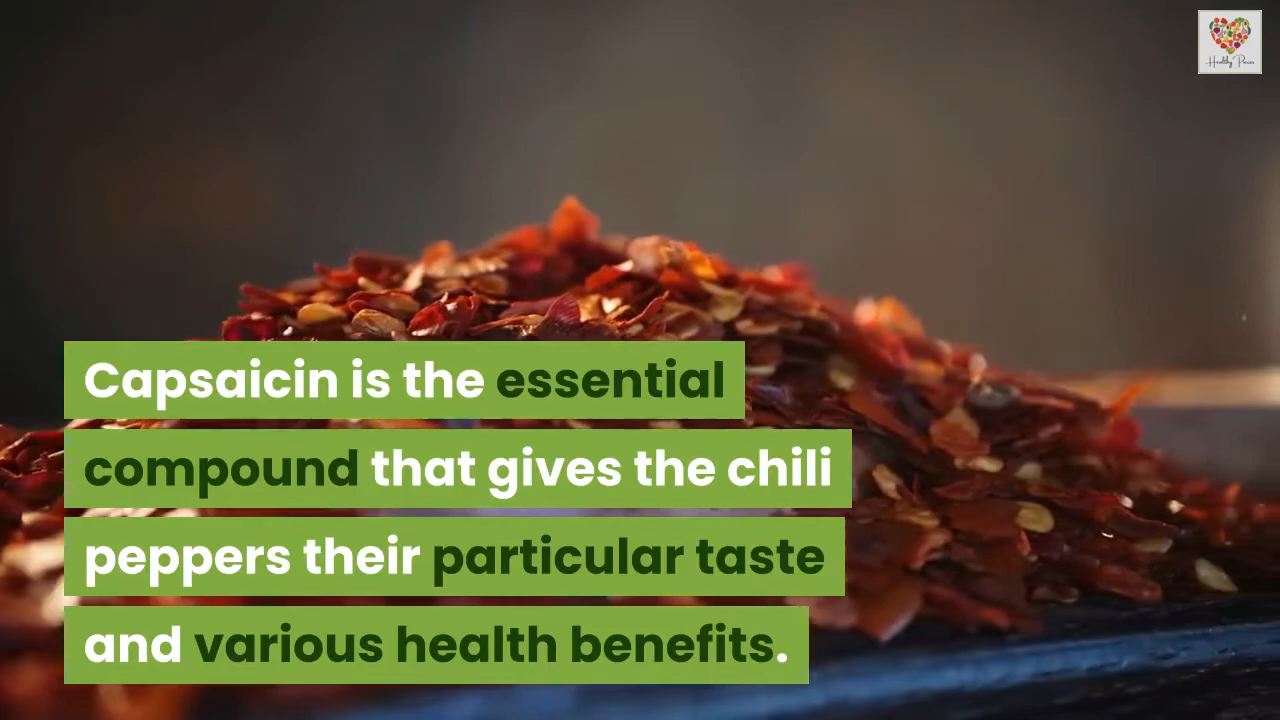 Capsaicin is the essential
compound that gives the chili
peppers their particular taste
and various health benefits.